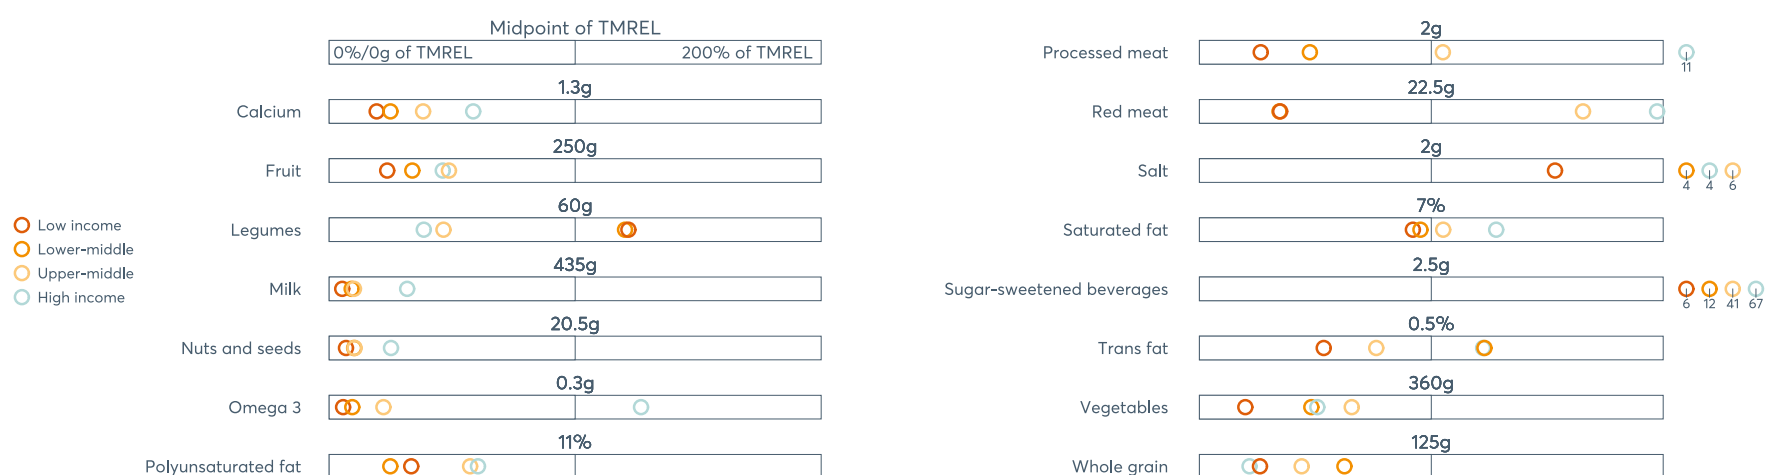 Midpoint of TMREL
0%/0g of TMREL
200% of TMREL
1.3g
Calcium
250g
Fruit
60g
Legumes
435g
Milk
20.5g
Nuts and seeds
0.3g
Omega 3
11%
Polyunsaturated fat
Low income
Lower-middle
Upper-middle
High income
2g
Processed meat
11
22.5g
Red meat
2g
Salt
4 4 6
7%
Saturated fat
2.5g
Sugar-sweetened beverages
6 12 41 67
0.5%
Trans fat
360g
Vegetables
125g
Whole grain